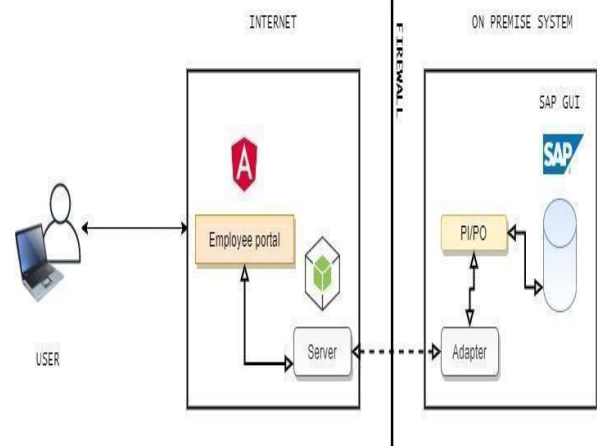 INTERNET
FIREWALL
ON PREMISE SYSTEM
SAP GUI
SAP
A
Employee portal
PI/PO
Server
Adapter
USER